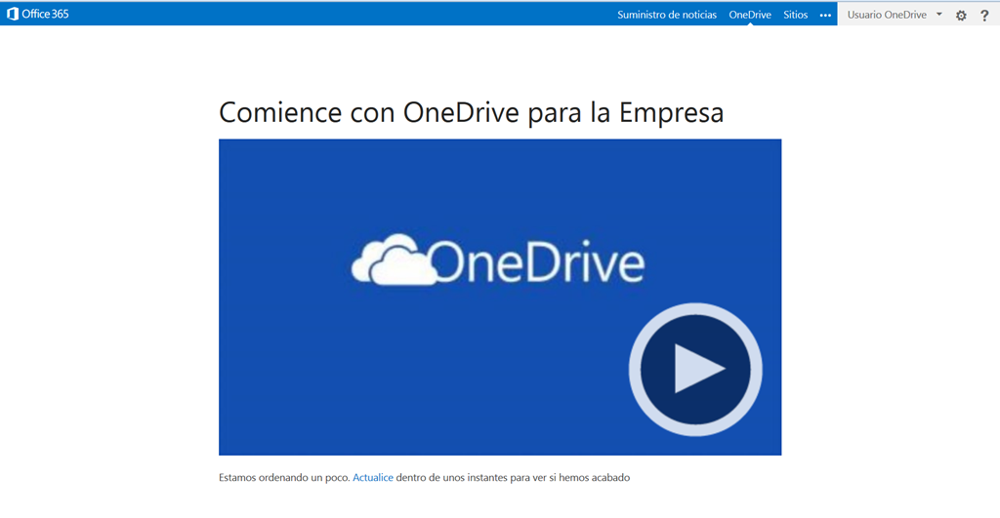 Office 365 Suministro de noticias OneDrive Sitios ••• Usuario OneDrive ?
Comience con OneDrive para la Empresa
OneDrive
Estamos ordenando un poco. Actualice dentro de unos instantes para ver si hemos acabado